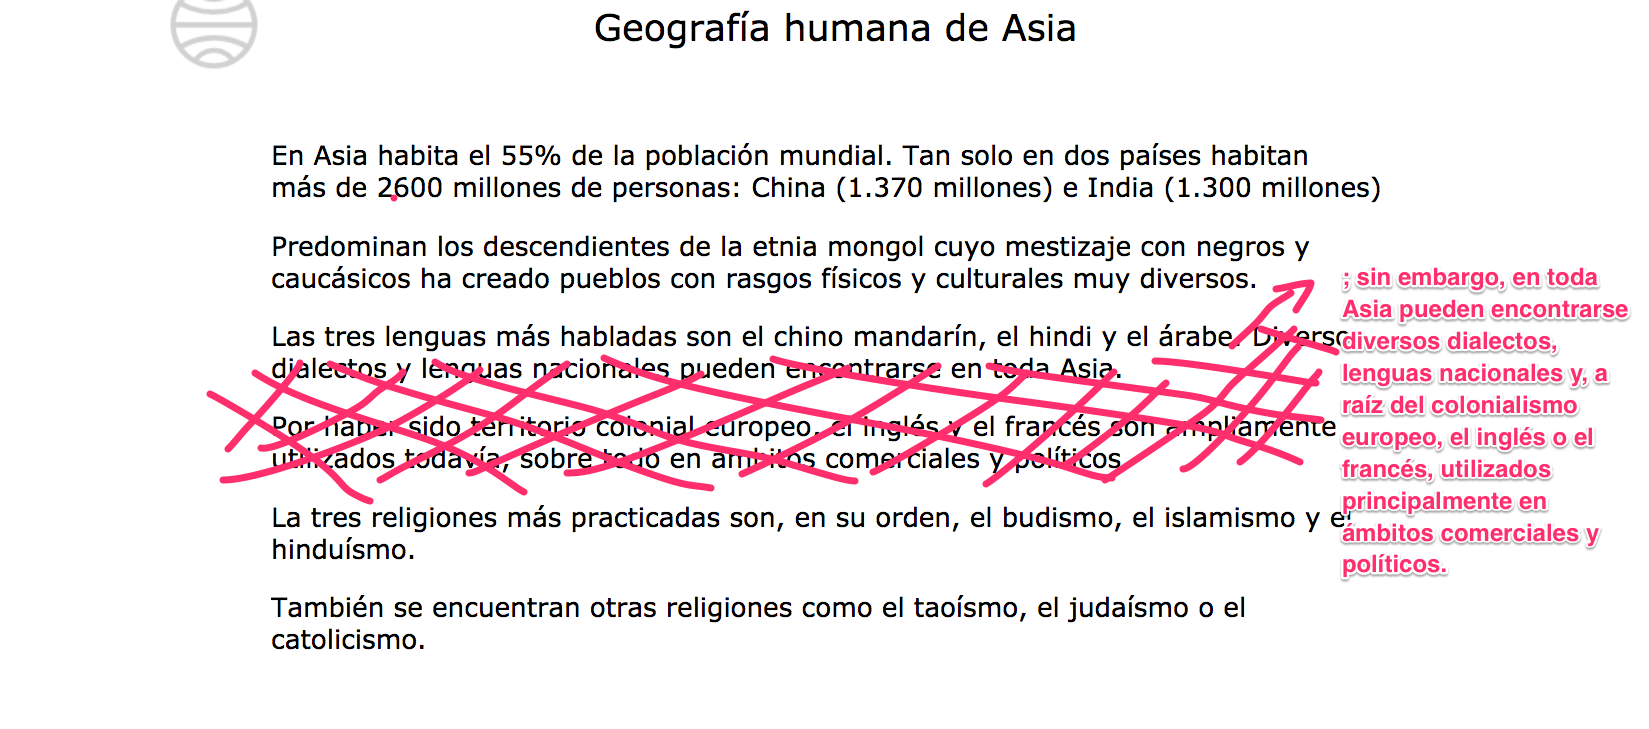 Geografía humana de Asia
En Asia habita el 55% de la población mundial. Tan solo en dos países habitan
más de 2600 millones de personas: China (1.370 millones) e India (1.300 millones)
Predominan los descendientes de la etnia mongol cuyo mestizaje con negros y
caucásicos ha creado pueblos con rasgos físicos y culturales muy diversos.
Las tres lenguas más habladas son el chino mandarín, el hindi y el árabe. Diverso
dialectos y lenguas nacionales pueden encontrarse en toda Asia.
Por haber sido territorio colonial europeo, el inglés y el francés son ampliamente
utilizados todavía, sobre todo en ámbitos comerciales y políticos
La tres religiones más practicadas son, en su orden, el budismo, el islamismo y el
hinduísmo.
También se encuentran otras religiones como el taoísmo, el judaísmo o el
catolicismo.
; sin embargo, en toda
Asia pueden encontrarse
diversos dialectos,
lenguas nacionales y, a
raíz del colonialismo
europeo, el inglés o el
francés, utilizados
principalmente en
ámbitos comerciales y
políticos.